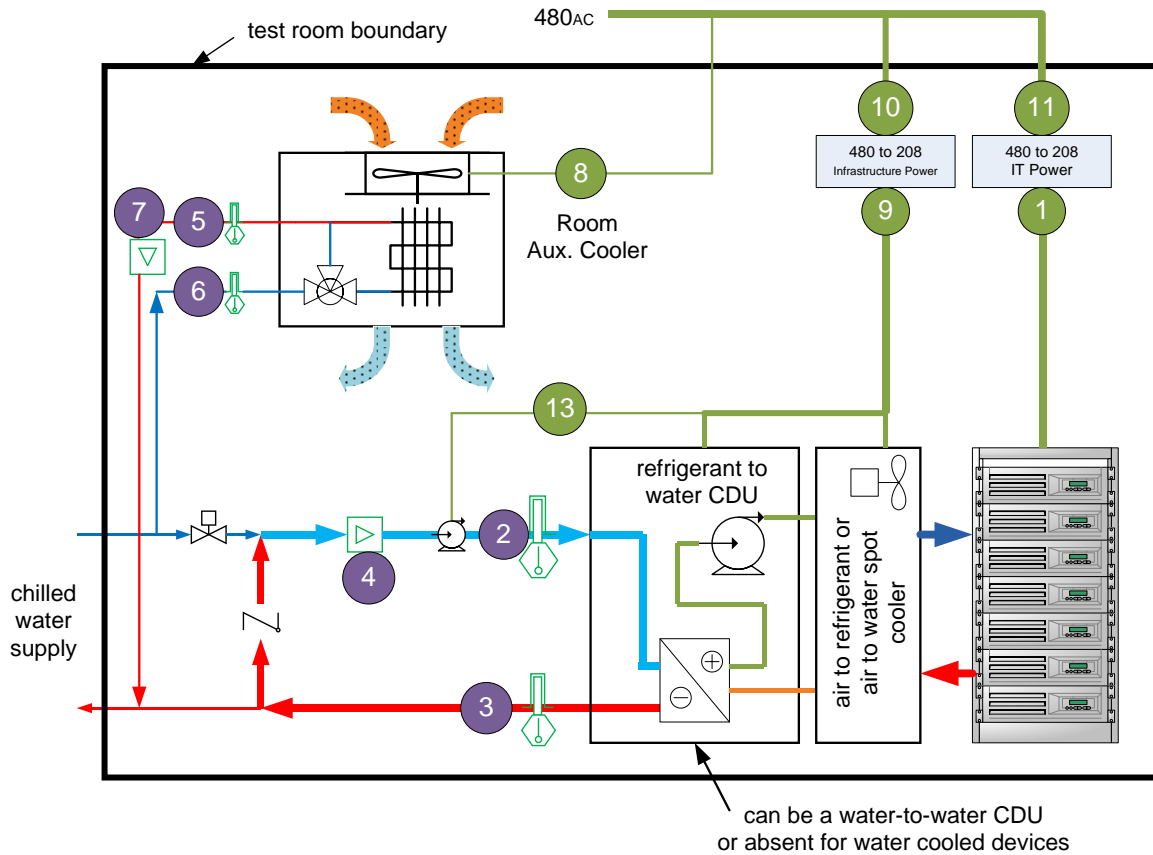 480AC
test room boundary
10
11
480 to 208
Infrastructure Power
480 to 208
IT Power
8
7
5
9
1
Room
Aux. Cooler
6
13
refrigerant to
water CDU
air to refrigerant or
air to water spot
cooler
2
4
chilled
water
supply
3
can be a water-to-water CDU
or absent for water cooled devices